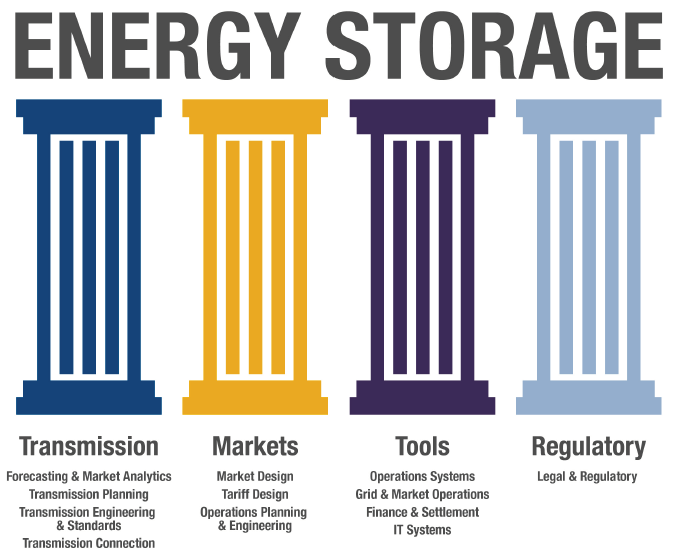 ENERGY STORAGE
Transmission
Forecasting & Market Analytics
Transmission Planning
Transmission Engineering
& Standards
Transmission Connection
Markets
Market Design
Tariff Design
Operations Planning
& Engineering
Tools
Operations Systems
Grid & Market Operations
Finance & Settlement
IT Systems
Regulatory
Legal & Regulatory